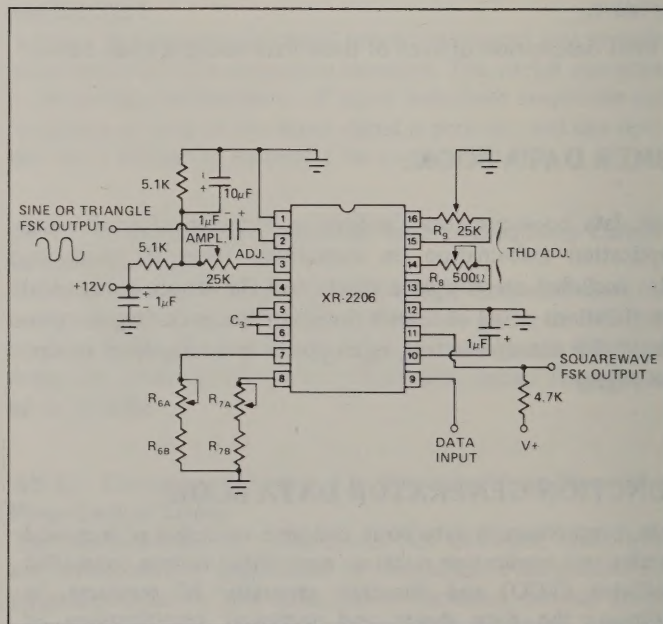 5.1K
10µF
SINE OR TRIANGLE
FSK OUTPUT
1µF
AMPL.
ADJ.
5.1K
25K
+12V
1µF
C3
R6A
R7A
R6B
R7B
1
2
3
4
5
6
7
8
XR-2206
16
15
14
13
12
11
10
9
R9 25K
THD ADJ.
R8 500Ω
1µF
SQUAREWAVE
FSK OUTPUT
4.7K
V+
DATA
INPUT